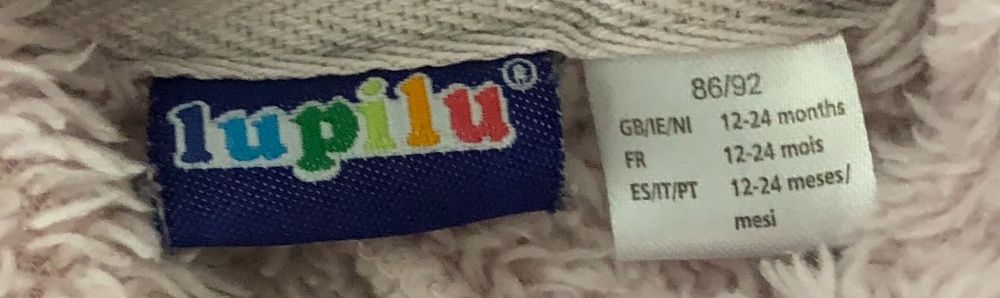 lupilu®
86/92
GB/IE/NI 12-24 months
FR 12-24 mois
ES/IT/PT 12-24 meses/
mesi